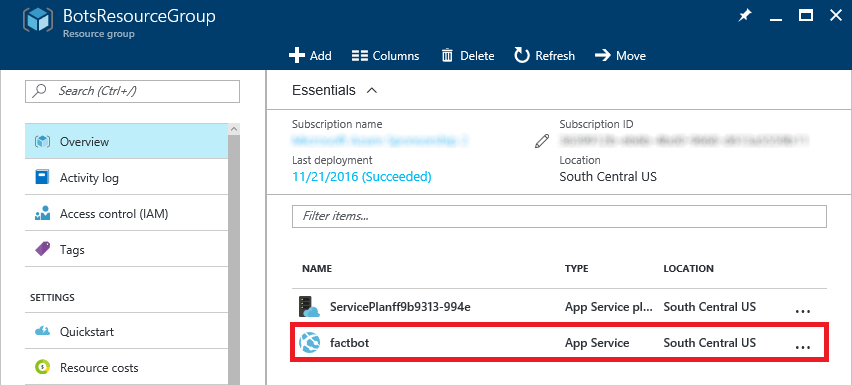 BotsResourceGroup
Resource group
Add Columns Delete Refresh Move
Search (Ctrl+/)
Overview
Activity log
Access control (IAM)
Tags
SETTINGS
Quickstart
Resource costs
Essentials
Subscription name Subscription ID
Last deployment Location
11/21/2016 (Succeeded) South Central US
Filter items...
NAME TYPE LOCATION
ServicePlanff9b9313-994e App Service pl... South Central US ...
factbot App Service South Central US ...